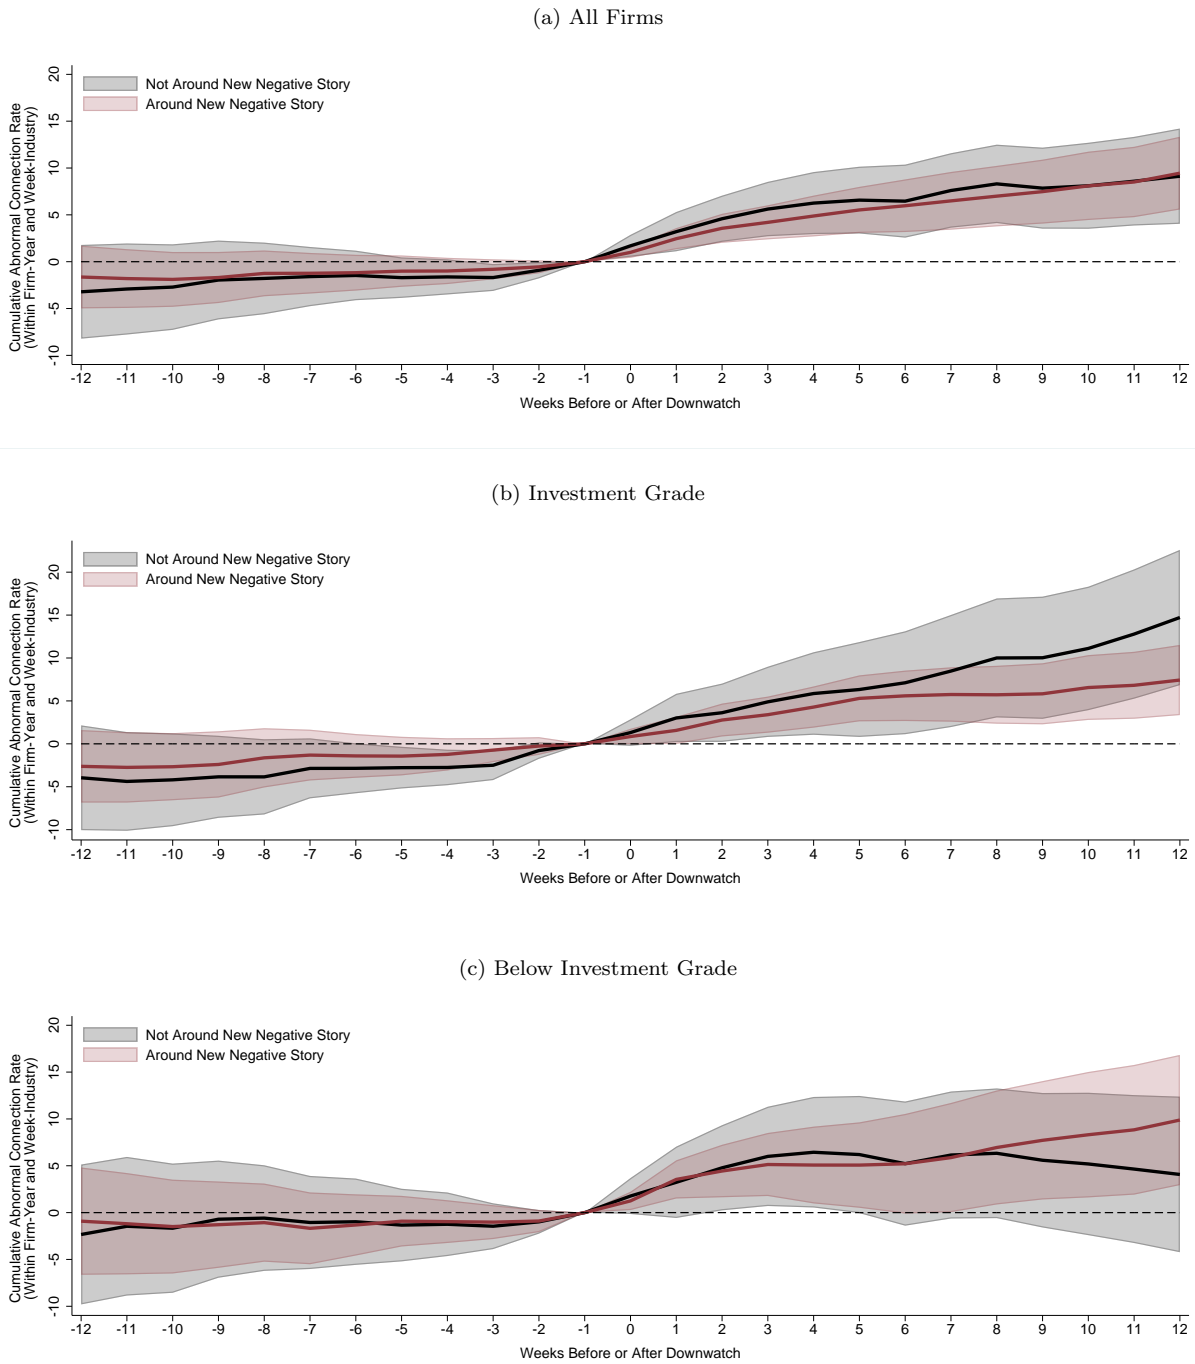 (a) All Firms
Cumulative Abnormal Connection Rate
(Within Firm-Year and Week-Industry)
20
15
10
5
0
-5
-10
Not Around New Negative Story
Around New Negative Story
-12 -11 -10 -9 -8 -7 -6 -5 -4 -3 -2 -1 0 1 2 3 4 5 6 7 8 9 10 11 12
Weeks Before or After Downwatch
(b) Investment Grade
Cumulative Abnormal Connection Rate
(Within Firm-Year and Week-Industry)
20
15
10
5
0
-5
-10
Not Around New Negative Story
Around New Negative Story
-12 -11 -10 -9 -8 -7 -6 -5 -4 -3 -2 -1 0 1 2 3 4 5 6 7 8 9 10 11 12
Weeks Before or After Downwatch
(c) Below Investment Grade
Cumulative Abnormal Connection Rate
(Within Firm-Year and Week-Industry)
20
15
10
5
0
-5
-10
Not Around New Negative Story
Around New Negative Story
-12 -11 -10 -9 -8 -7 -6 -5 -4 -3 -2 -1 0 1 2 3 4 5 6 7 8 9 10 11 12
Weeks Before or After Downwatch